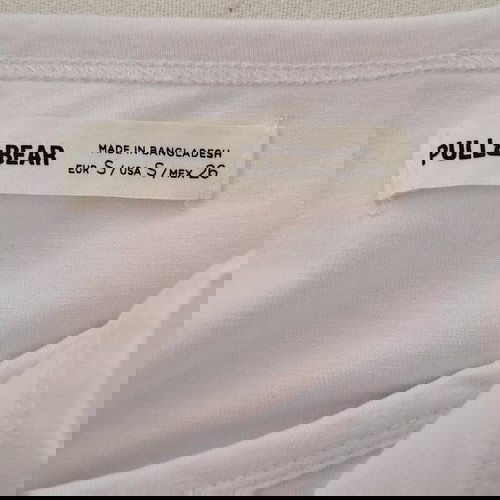 PULL&BEAR
MADE IN BANGLADESH
EUR S / USA S / MEX 26